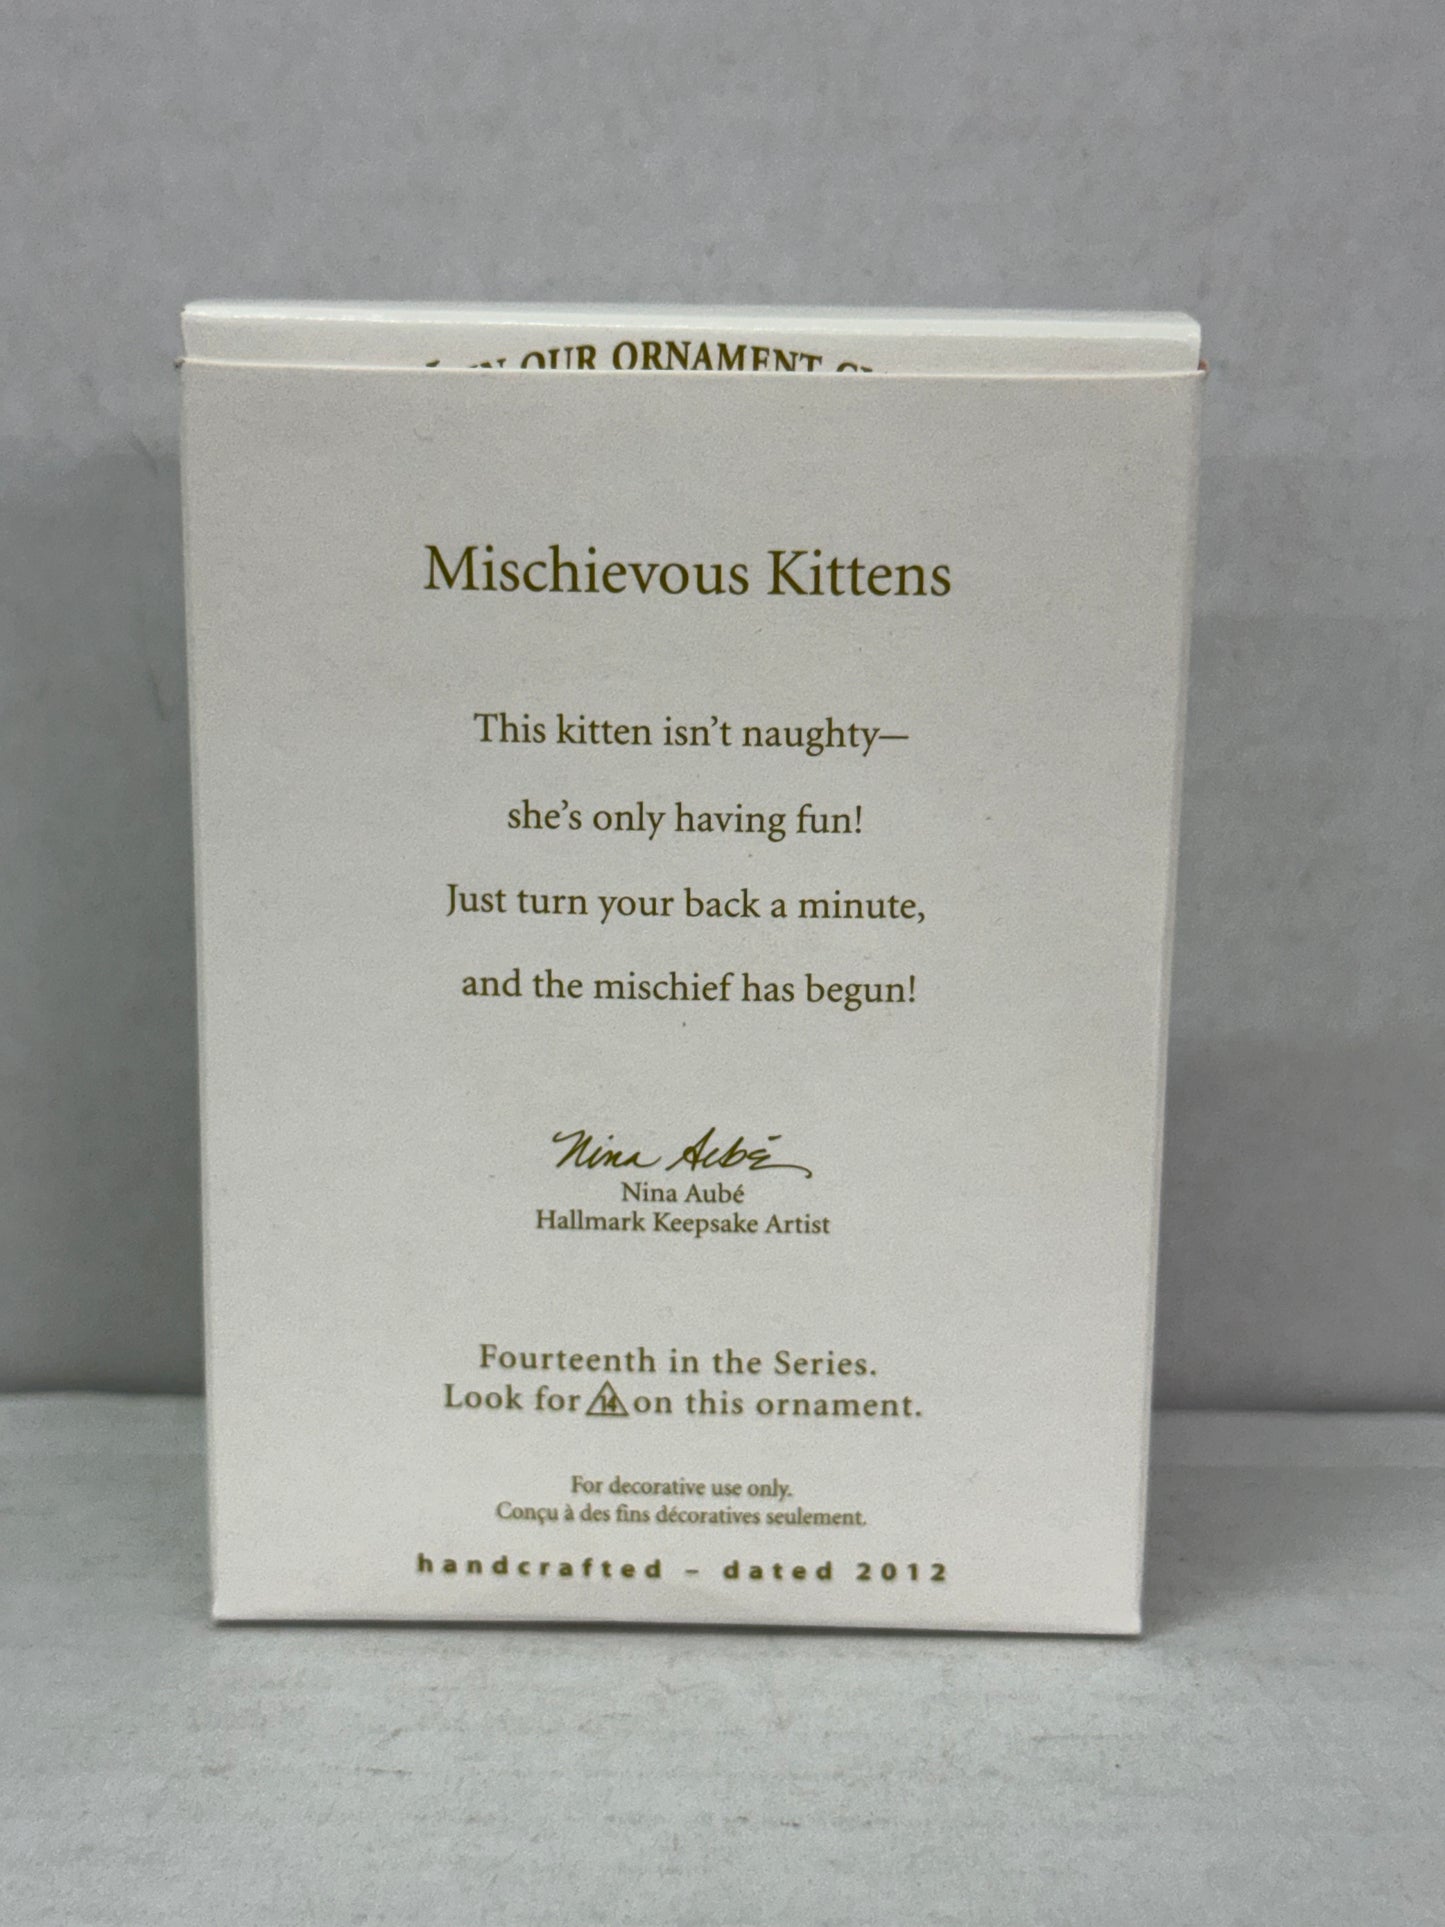 OUR ORNAMENT
Mischievous Kittens
This kitten isn’t naughty—
she’s only having fun!
Just turn your back a minute,
and the mischief has begun!
Nina Aubé
Nina Aubé
Hallmark Keepsake Artist
Fourteenth in the Series.
Look for 14 on this ornament.
For decorative use only.
Conçu à des fins décoratives seulement.
handcrafted – dated 2012